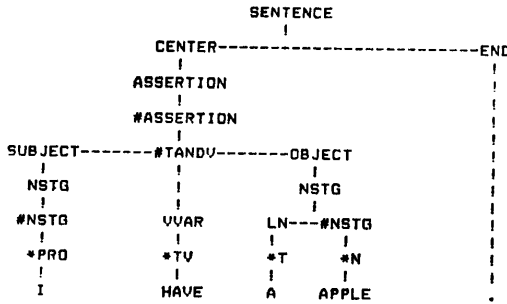 SENTENCE
CENTER----------------------------END
ASSERTION
#ASSERTION
SUBJECT-------#TANDV-------OBJECT
NSTG NSTG
#NSTG VVAR LN---#NSTG
*PRO *TV *T *N
I HAVE A APPLE .